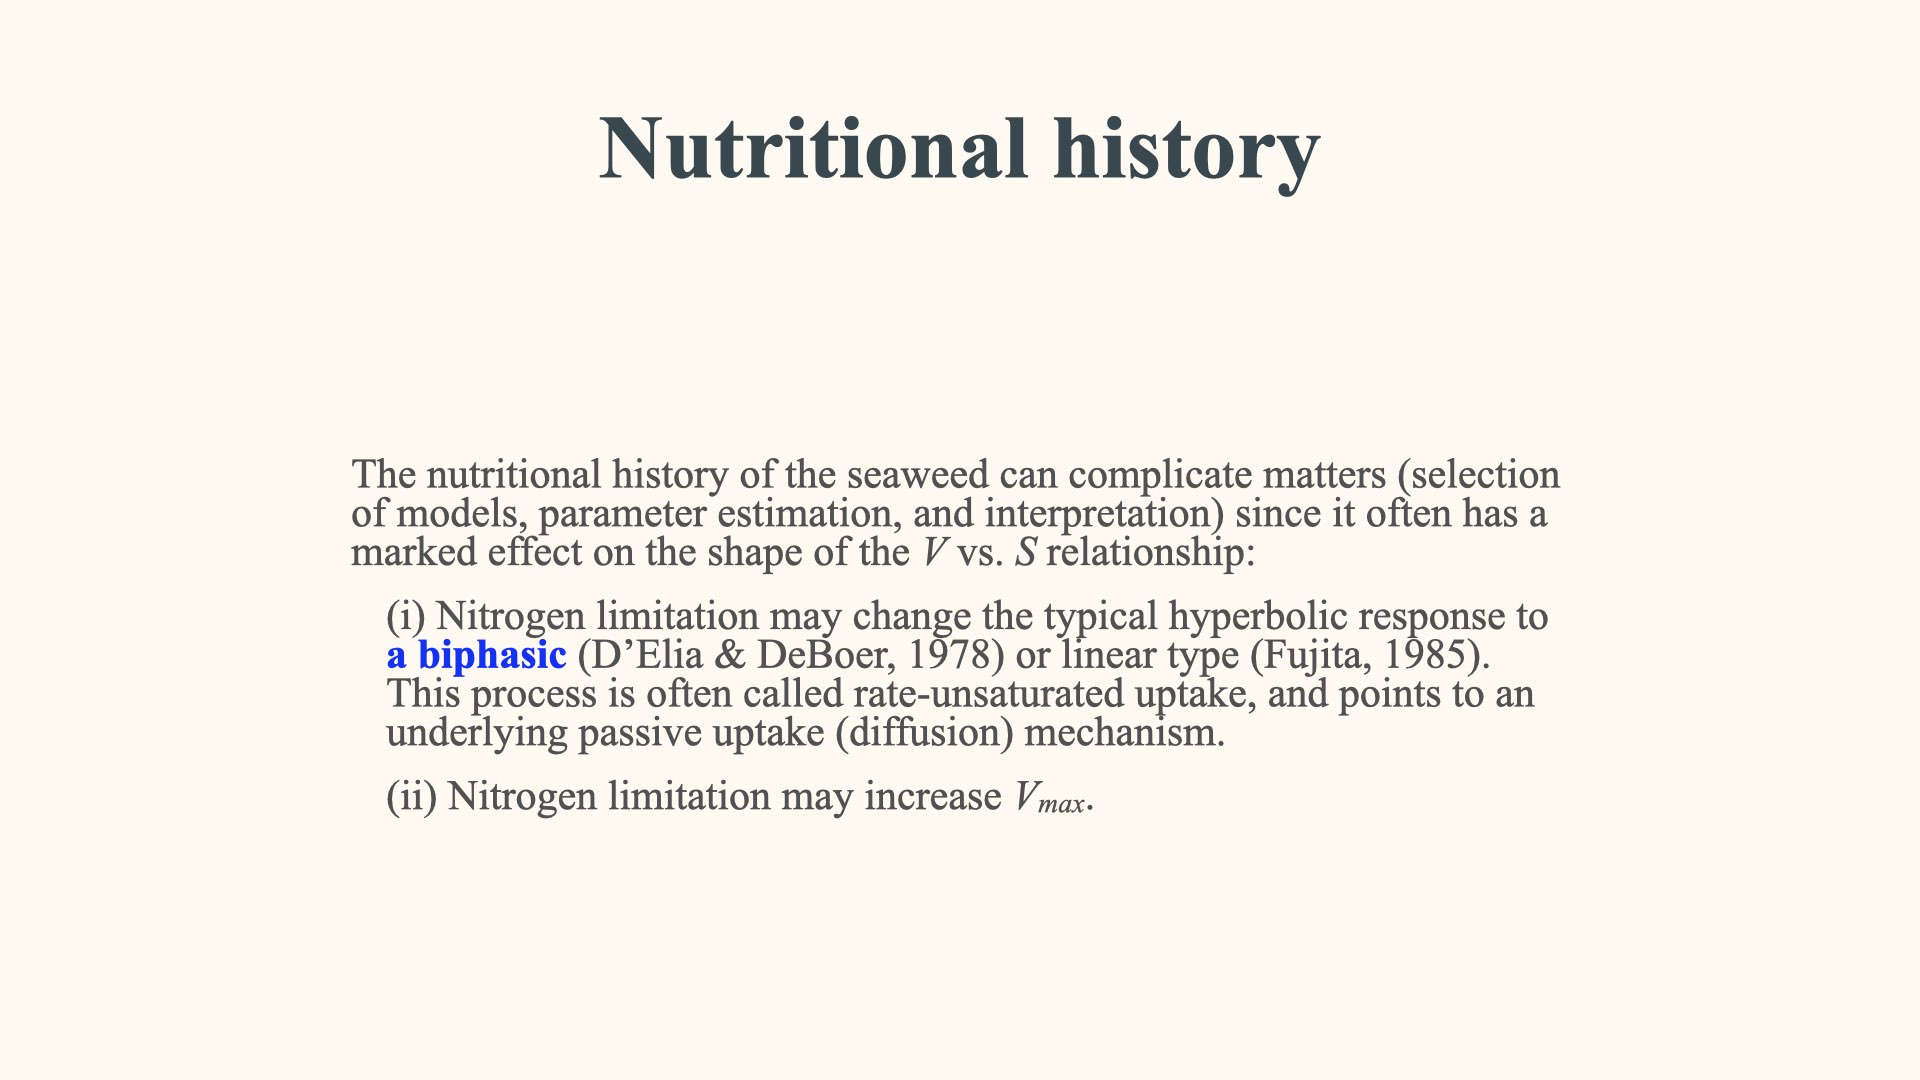 Nutritional history
The nutritional history of the seaweed can complicate matters (selection
of models, parameter estimation, and interpretation) since it often has a
marked effect on the shape of the V vs. S relationship:
(i) Nitrogen limitation may change the typical hyperbolic response to
a biphasic (D’Elia & DeBoer, 1978) or linear type (Fujita, 1985).
This process is often called rate-unsaturated uptake, and points to an
underlying passive uptake (diffusion) mechanism.
(ii) Nitrogen limitation may increase Vmax.